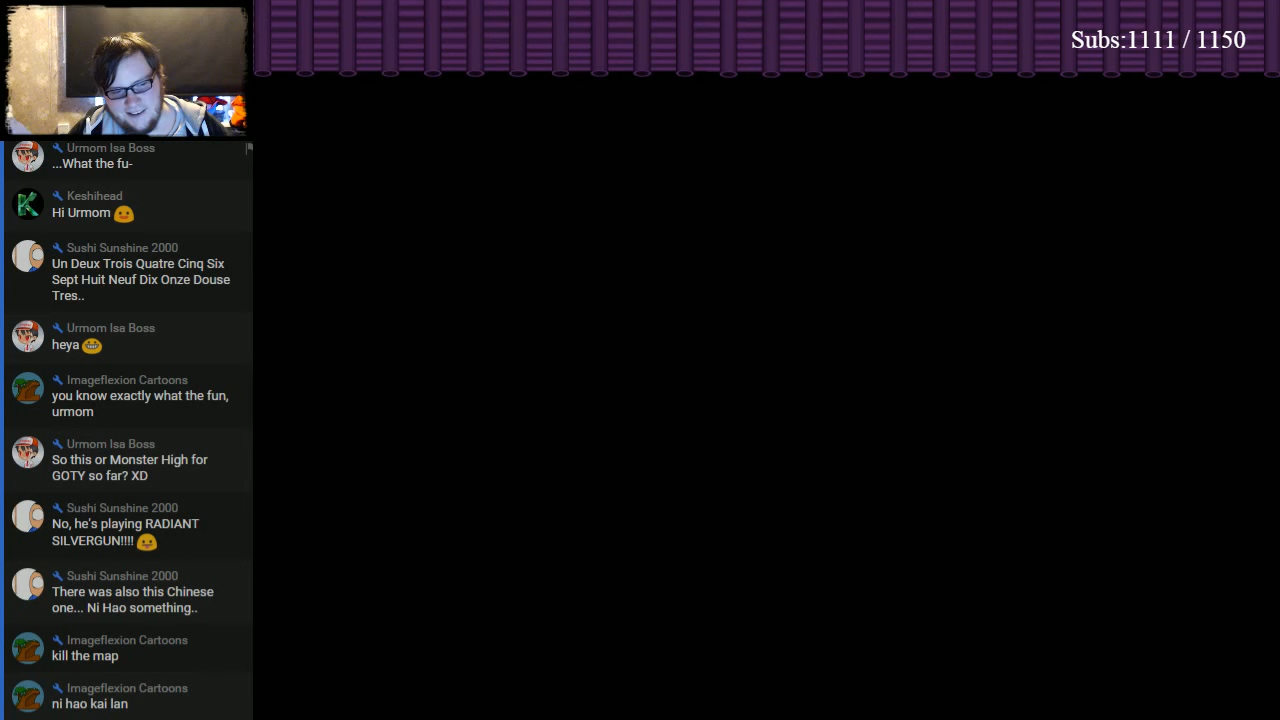 Subs:1111 / 1150
Urmom Isa Boss
...What the fu-
Keshihead
Hi Urmom
Sushi Sunshine 2000
Un Deux Trois Quatre Cinq Six
Sept Huit Neuf Dix Onze Douse
Tres..
Urmom Isa Boss
heya
Imageflexion Cartoons
you know exactly what the fun,
urmom
Urmom Isa Boss
So this or Monster High for
GOTY so far? XD
Sushi Sunshine 2000
No, he's playing RADIANT
SILVERGUN!!!!
Sushi Sunshine 2000
There was also this Chinese
one... Ni Hao something..
Imageflexion Cartoons
kill the map
Imageflexion Cartoons
ni hao kai lan